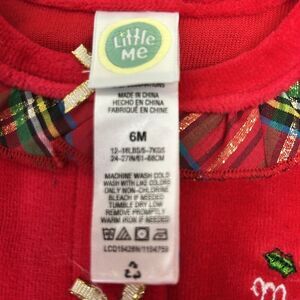 Little
Me
MADE IN CHINA
HECHO EN CHINA
FABRIQUÉ EN CHINE
6M
12-16LBS/5-7KGS
24-27IN/61-68CM
MACHINE WASH COLD
WASH WITH LIKE COLORS
ONLY NON-CHLORINE
BLEACH IF NEEDED
TUMBLE DRY LOW
REMOVE PROMPTLY
WARM IRON IF NEEDED